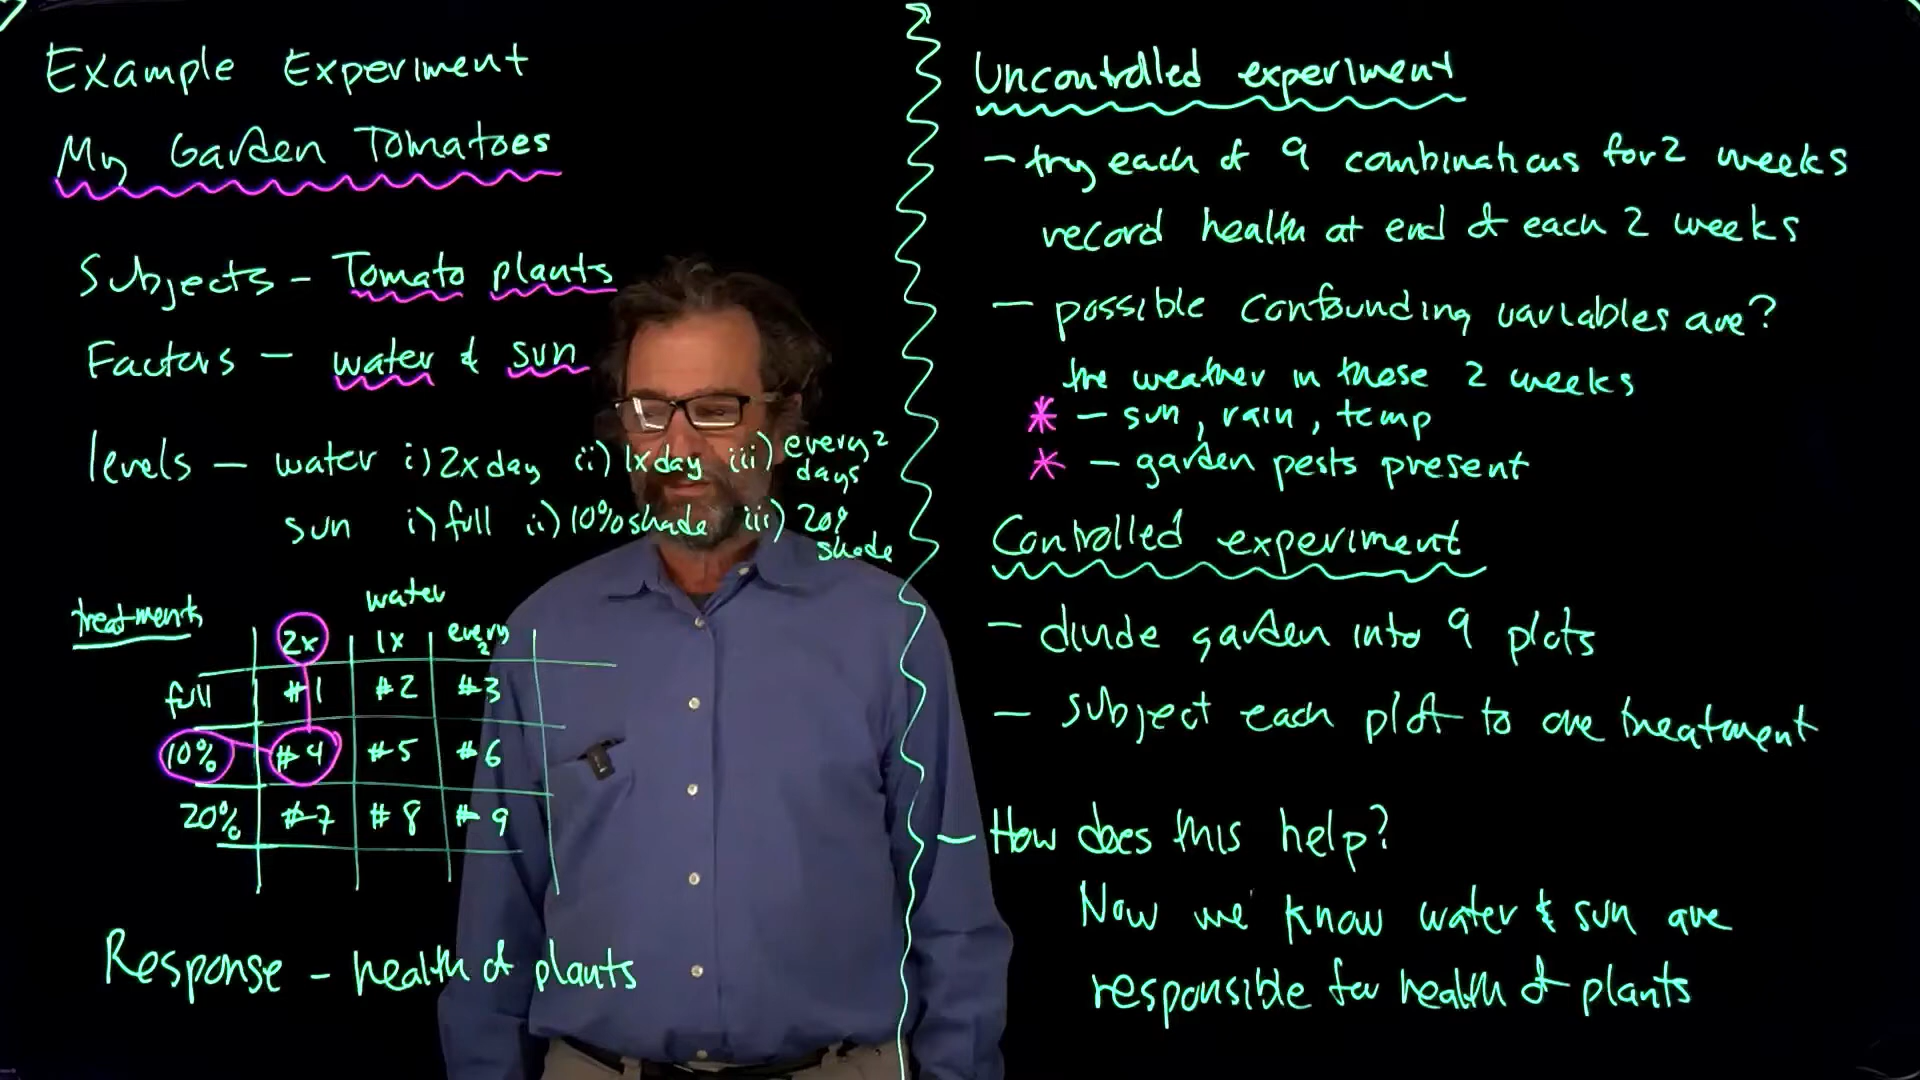 Example Experiment
My Garden Tomatoes
Subjects - Tomato plants
Factors - water & sun
levels - water i) 2x day ii) 1x day iii) every 2 days
sun i) full ii) 10% shade iii) 20% shade
treatments
water
2x 1x every 2
full #1 #2 #3
10% #4 #5 #6
20% #7 #8 #9
Response - health of plants
Uncontrolled experiment
- try each of 9 combinations for 2 weeks
record health at end of each 2 weeks
- possible confounding variables are?
the weather in these 2 weeks
* - sun, rain, temp
* - garden pests present
Controlled experiment
- divide garden into 9 plots
- subject each plot to one treatment
- How does this help?
Now we know water & sun are
responsible for health of plants